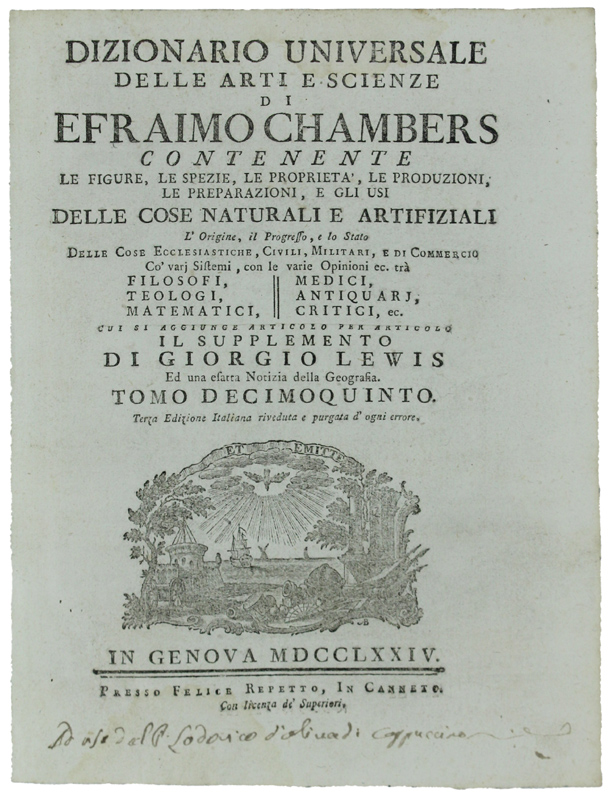 DIZIONARIO UNIVERSALE
DELLE ARTI E SCIENZE
DI
EFRAIMO CHAMBERS
CONTENENTE
LE FIGURE, LE SPEZIE, LE PROPRIETA', LE PRODUZIONI,
LE PREPARAZIONI, E GLI USI
DELLE COSE NATURALI E ARTIFIZIALI
L' Origine, il Progreſſo, e lo Stato
DELLE COSE ECCLESIASTICHE, CIVILI, MILITARI, E DI COMMERCIO
Co' varj Siſtemi, con le varie Opinioni ec. trà
FILOSOFI, || MEDICI,
TEOLOGI, || ANTIQUARJ,
MATEMATICI, || CRITICI, ec.
CUI SI AGGIUNGE ARTICOLO PER ARTICOLO
IL SUPPLEMENTO
DI GIORGIO LEWIS
Ed una eſatta Notizia della Geografia.
TOMO DECIMOQUINTO.
Terza Edizione Italiana riveduta e purgata d' ogni errore.
ET EMITTE
IN GENOVA MDCCLXXIV.
PRESSO FELICE REPETTO, IN CANNETO.
Con licenza de' Superiori.
Ad uso del P. Lodovico d'oliva di cappuccino